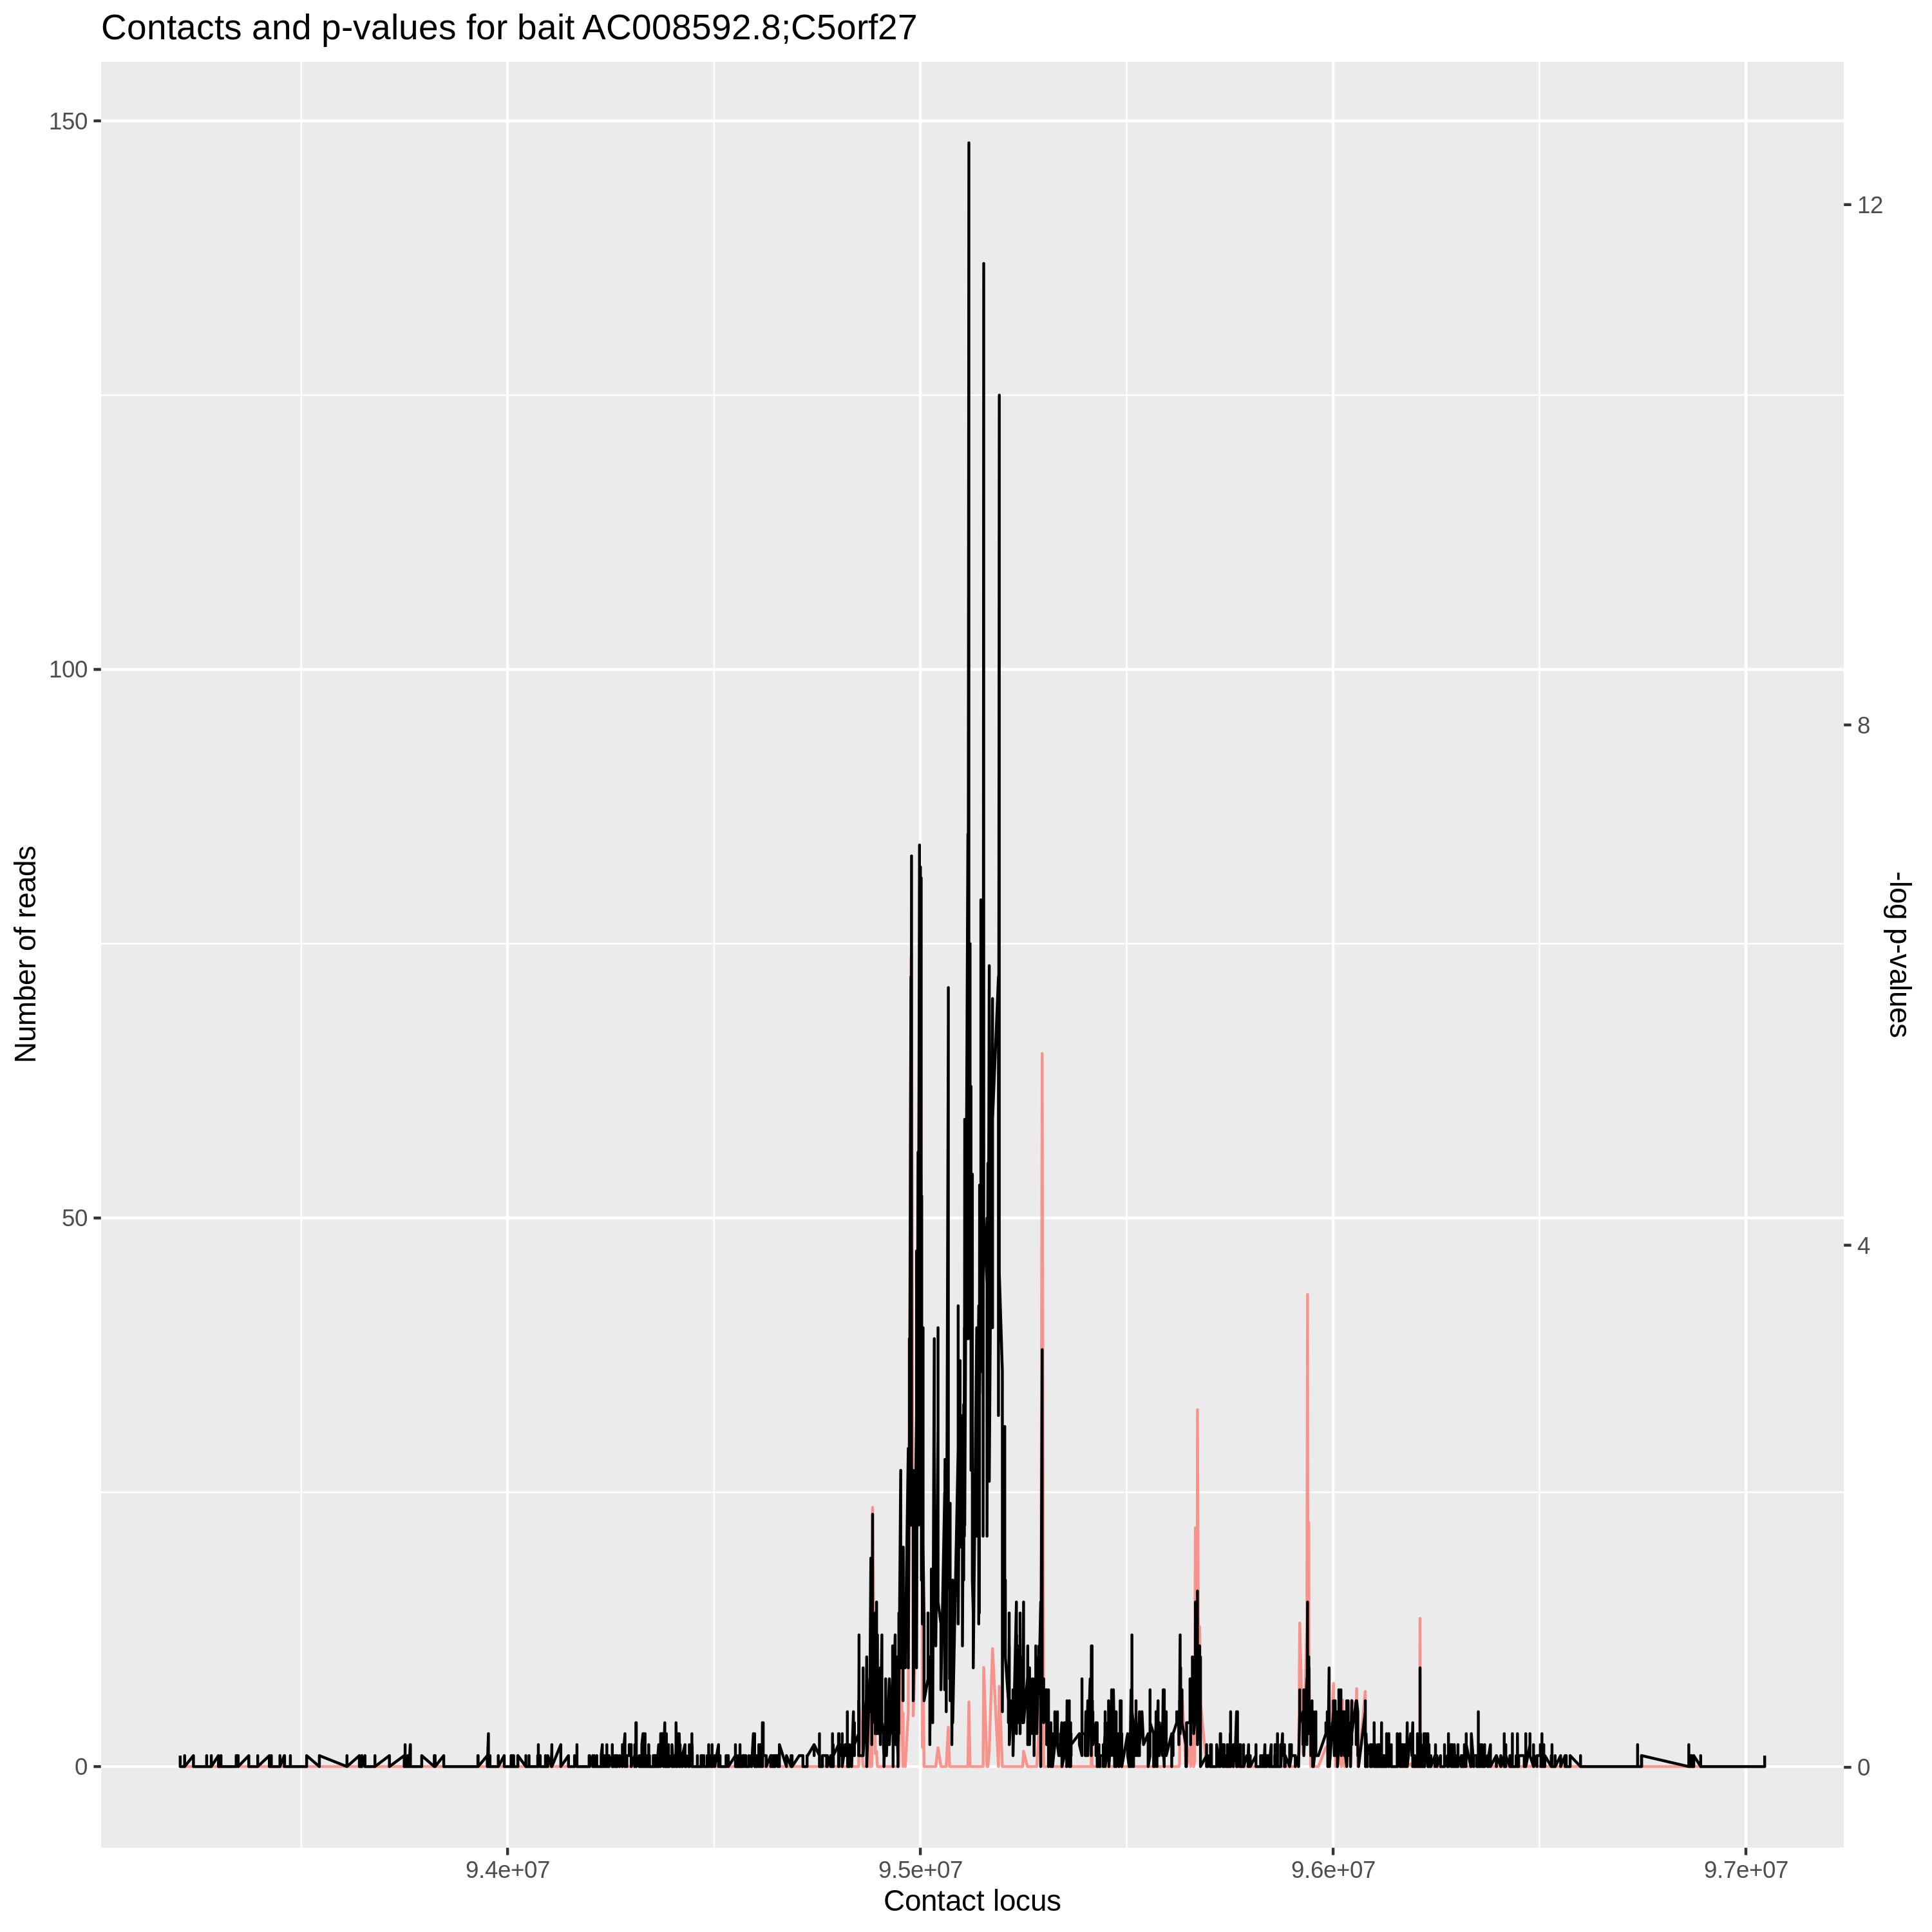 Contacts and p-values for bait AC008592.8;C5orf27
150
100
50
0
Number of reads
12
8
4
0
-log p-values
9.4e+07 9.5e+07 9.6e+07 9.7e+07
Contact locus